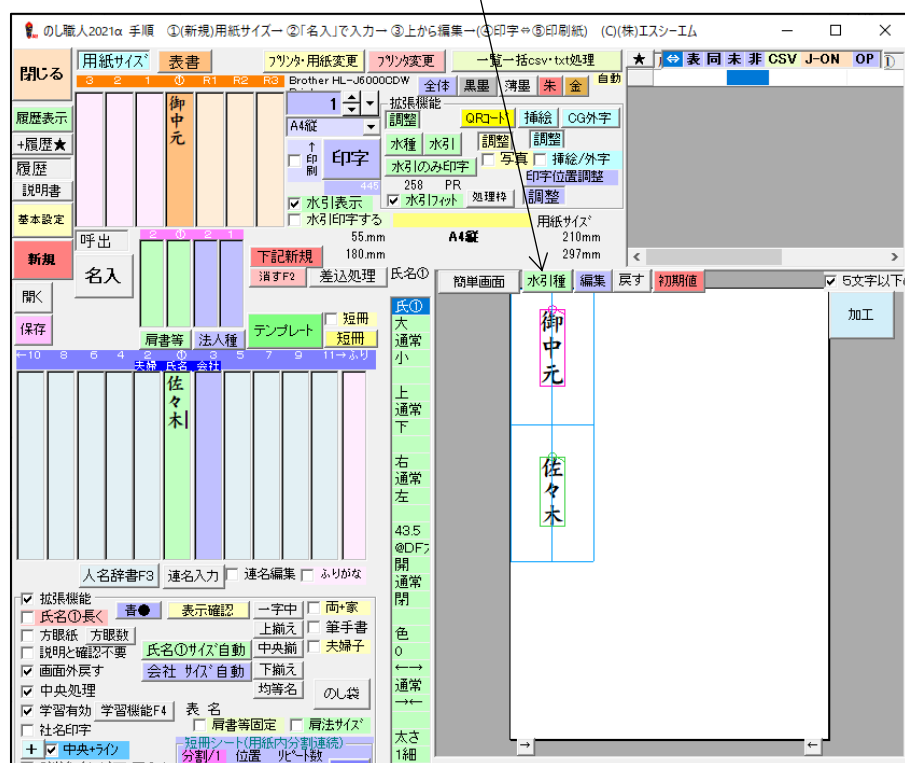 のし職人2021α 手順 ①(新規)用紙サイズー ②「名入」で入力ー ③上から編集ー(④印字⇔⑤印刷紙) (C)(株)エスシーエム
閉じる 用紙サイズ 表書 プリンタ・用紙変更 プリンタ変更 一覧一括csv・txt処理 ★ 表 同 未 非 CSV J-ON OP
3 2 1 ① R1 R2 R3 Brother HL-J6000CDW 全体 黒墨 薄墨 朱 金 自動
御中元
1 拡張機能
履歴表示 A4縦 調整 QRコード 挿絵 CG外字
+履歴★ ↑印刷 印字 水種 水引 調整 調整
履歴 水引のみ印字 写真 挿絵/外字
説明書 445 258 PR 印字位置調整
水引表示 水引フィット 処理枠 調整
基本設定 水引印字する 用紙サイズ
呼出 2 ① 2 1 55.mm A4縦 210mm
新規 名入 下記新規 180.mm 297mm
消すF2 差込処理 氏名① 簡単画面 水引種 編集 戻す 初期値 5文字以下の
開く 加工
保存 肩書等 法人種 テンプレート 短冊
短冊
←10 8 6 4 2 ① 3 5 7 9 11→ふり
夫婦 氏名 会社
佐々木
氏①
大
通常
小
上
通常
下
右
通常
左
43.5
開
通常
閉
色
0
←→
通常
→←
太さ
1細
御中元
佐々木
人名辞書F3 連名入力 連名編集 ふりがな
拡張機能
氏名①長く 書● 表示確認 一字中 両+家
方眼紙 方眼数 上揃え 筆手書
説明と確認不要 氏名①サイズ自動 中央揃 夫婦子
画面外戻す 会社 サイズ自動 下揃え
中央処理 均等名 のし袋
学習有効 学習機能F4 表 名
社名印字 肩書等固定 肩法サイズ
+ 中央+ライン 短冊シート(用紙内分割連続)
分割/1 位置 リピート数
→ ←